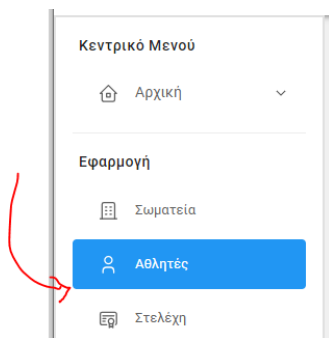 Κεντρικό Μενού
Αρχική
Εφαρμογή
Σωματεία
Αθλητές
Στελέχη